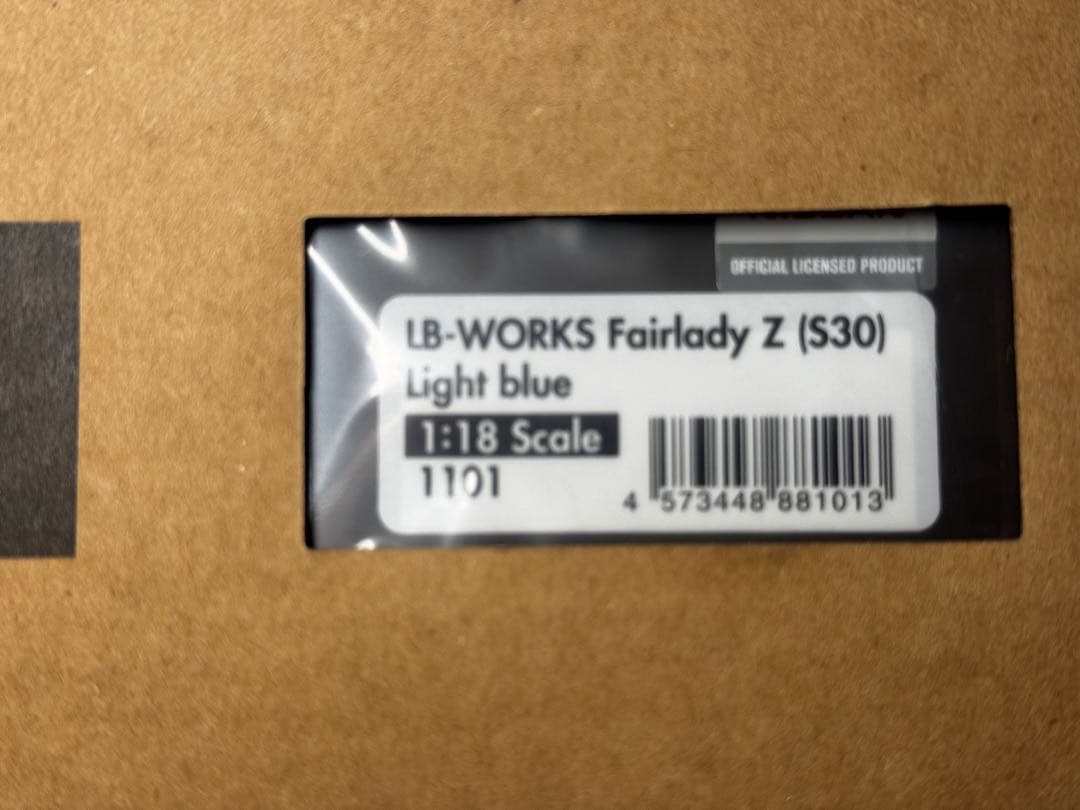 OFFICIAL LICENSED PRODUCT
LB-WORKS Fairlady Z (S30)
Light blue
1:18 Scale
1101
4 573448 881013